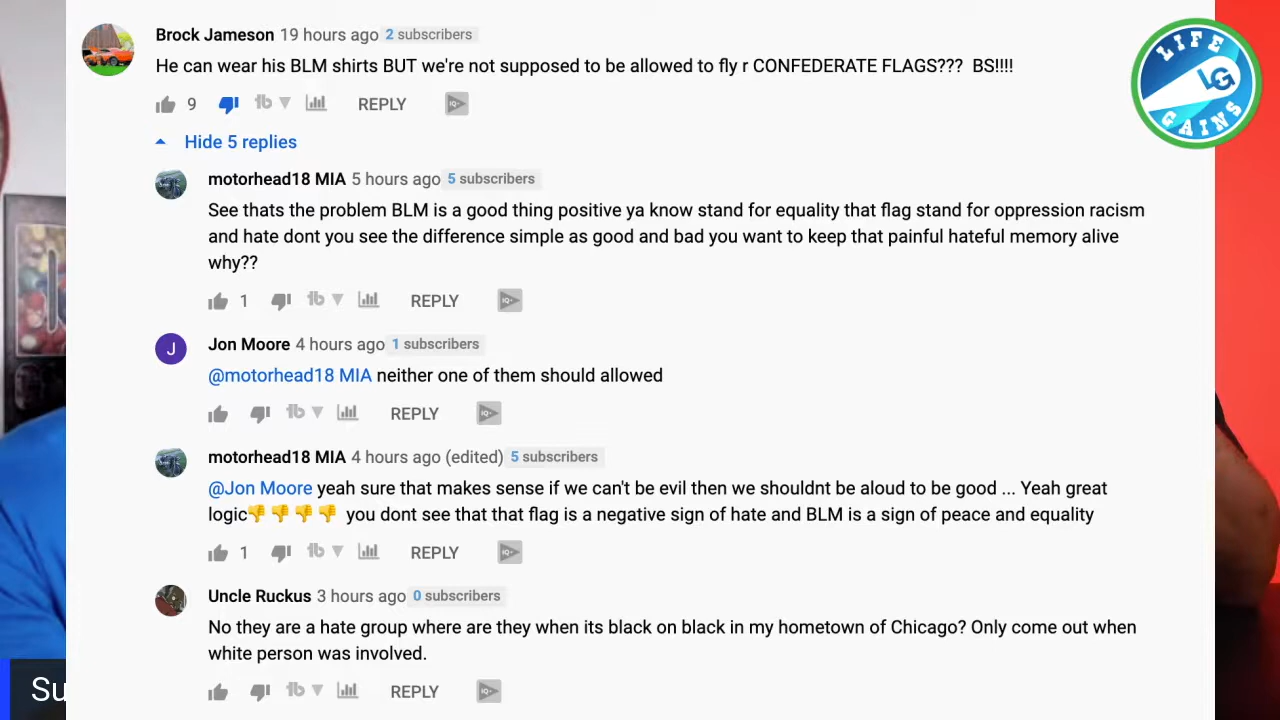 Brock Jameson 19 hours ago 2 subscribers
He can wear his BLM shirts BUT we're not supposed to be allowed to fly r CONFEDERATE FLAGS??? BS!!!!
9 REPLY IQ+
Hide 5 replies
motorhead18 MIA 5 hours ago 5 subscribers
See thats the problem BLM is a good thing positive ya know stand for equality that flag stand for oppression racism
and hate dont you see the difference simple as good and bad you want to keep that painful hateful memory alive
why??
1 REPLY IQ+
Jon Moore 4 hours ago 1 subscribers
J
@motorhead18 MIA neither one of them should allowed
REPLY IQ+
motorhead18 MIA 4 hours ago (edited) 5 subscribers
@Jon Moore yeah sure that makes sense if we can't be evil then we shouldnt be aloud to be good ... Yeah great
logic👎👎👎👎 you dont see that that flag is a negative sign of hate and BLM is a sign of peace and equality
1 REPLY IQ+
Uncle Ruckus 3 hours ago 0 subscribers
No they are a hate group where are they when its black on black in my hometown of Chicago? Only come out when
white person was involved.
REPLY IQ+
LIFE
LG
GAINS
Su